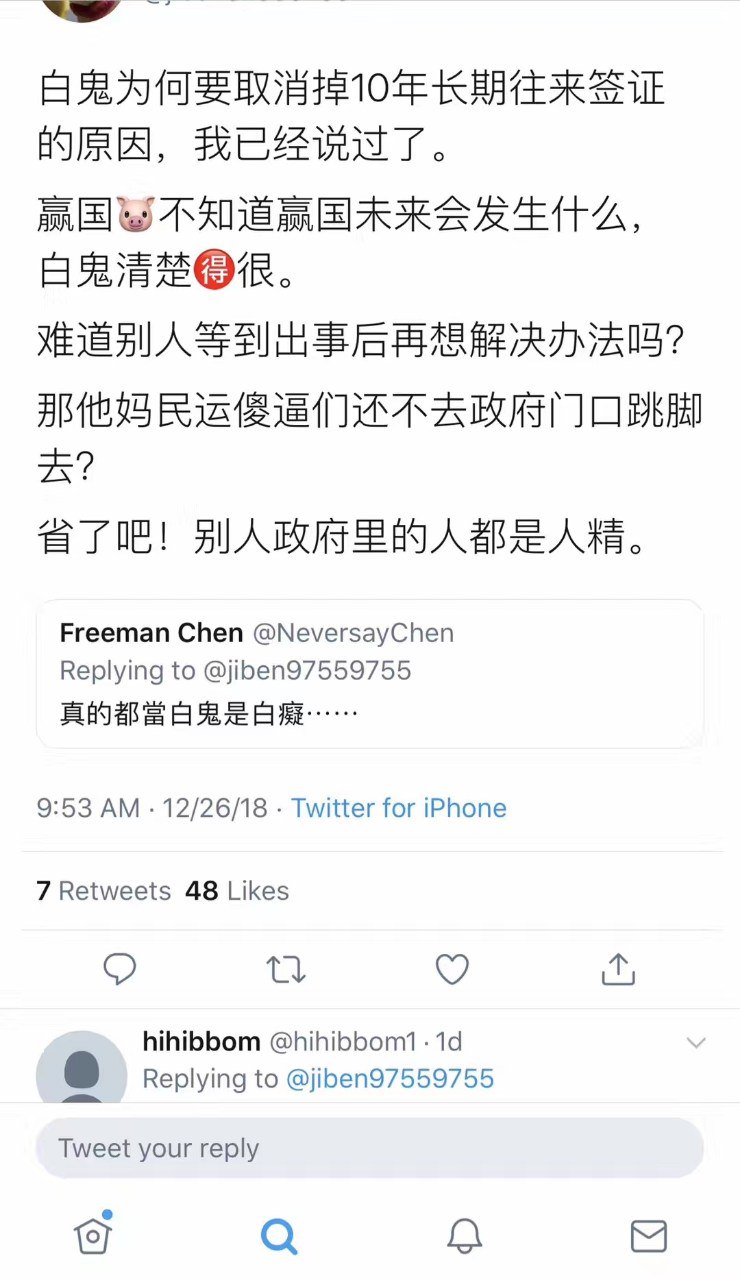 白鬼为何要取消掉10年长期往来签证
的原因，我已经说过了。
赢国🐷不知道赢国未来会发生什么，
白鬼清楚🉐很。
难道别人等到出事后再想解决办法吗？
那他妈民运傻逼们还不去政府门口跳脚
去？
省了吧！别人政府里的人都是人精。
Freeman Chen @NeversayChen
Replying to @jiben97559755
真的都當白鬼是白癡⋯⋯
9:53 AM · 12/26/18 · Twitter for iPhone
7 Retweets 48 Likes
hihibbom @hihibbom1 · 1d
Replying to @jiben97559755
Tweet your reply